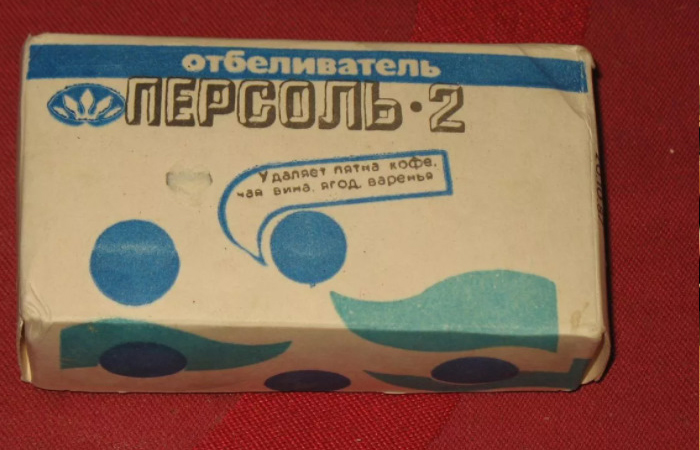 отбеливатель
ПЕРСОЛЬ·2
Удаляет пятна кофе,
чая вина, ягод, варенья